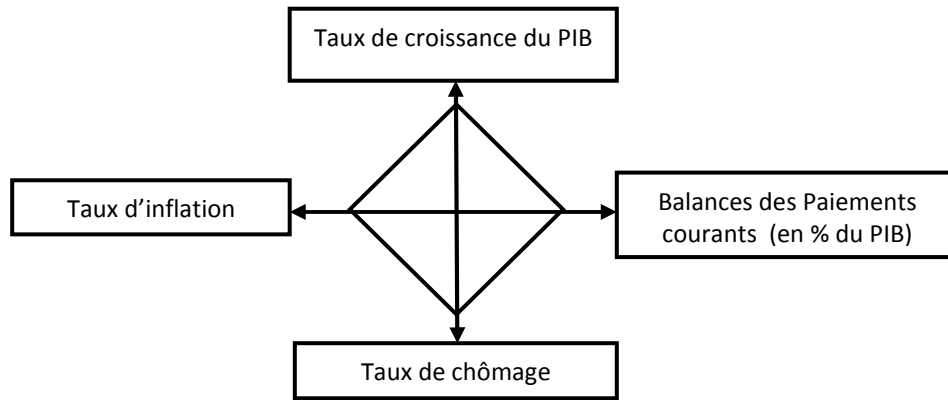 Taux de croissance du PIB
Taux d’inflation
Balances des Paiements
courants (en % du PIB)
Taux de chômage